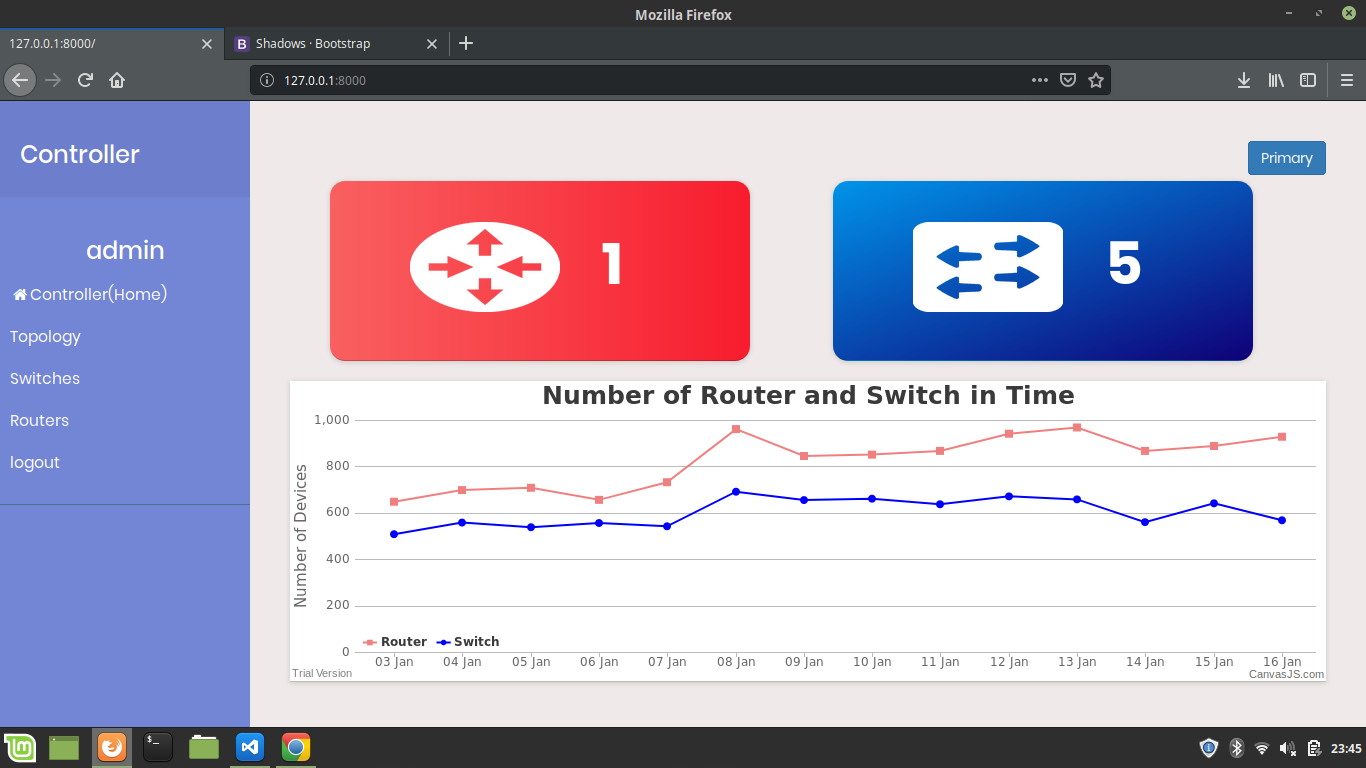 Mozilla Firefox
127.0.0.1:8000/
B Shadows · Bootstrap
127.0.0.1:8000
Controller
Primary
admin
Controller(Home)
Topology
Switches
Routers
logout
1
5
Number of Router and Switch in Time
Number of Devices
1,000
800
600
400
200
0
Router Switch
03 Jan 04 Jan 05 Jan 06 Jan 07 Jan 08 Jan 09 Jan 10 Jan 11 Jan 12 Jan 13 Jan 14 Jan 15 Jan 16 Jan
Trial Version
CanvasJS.com
$_
23:45